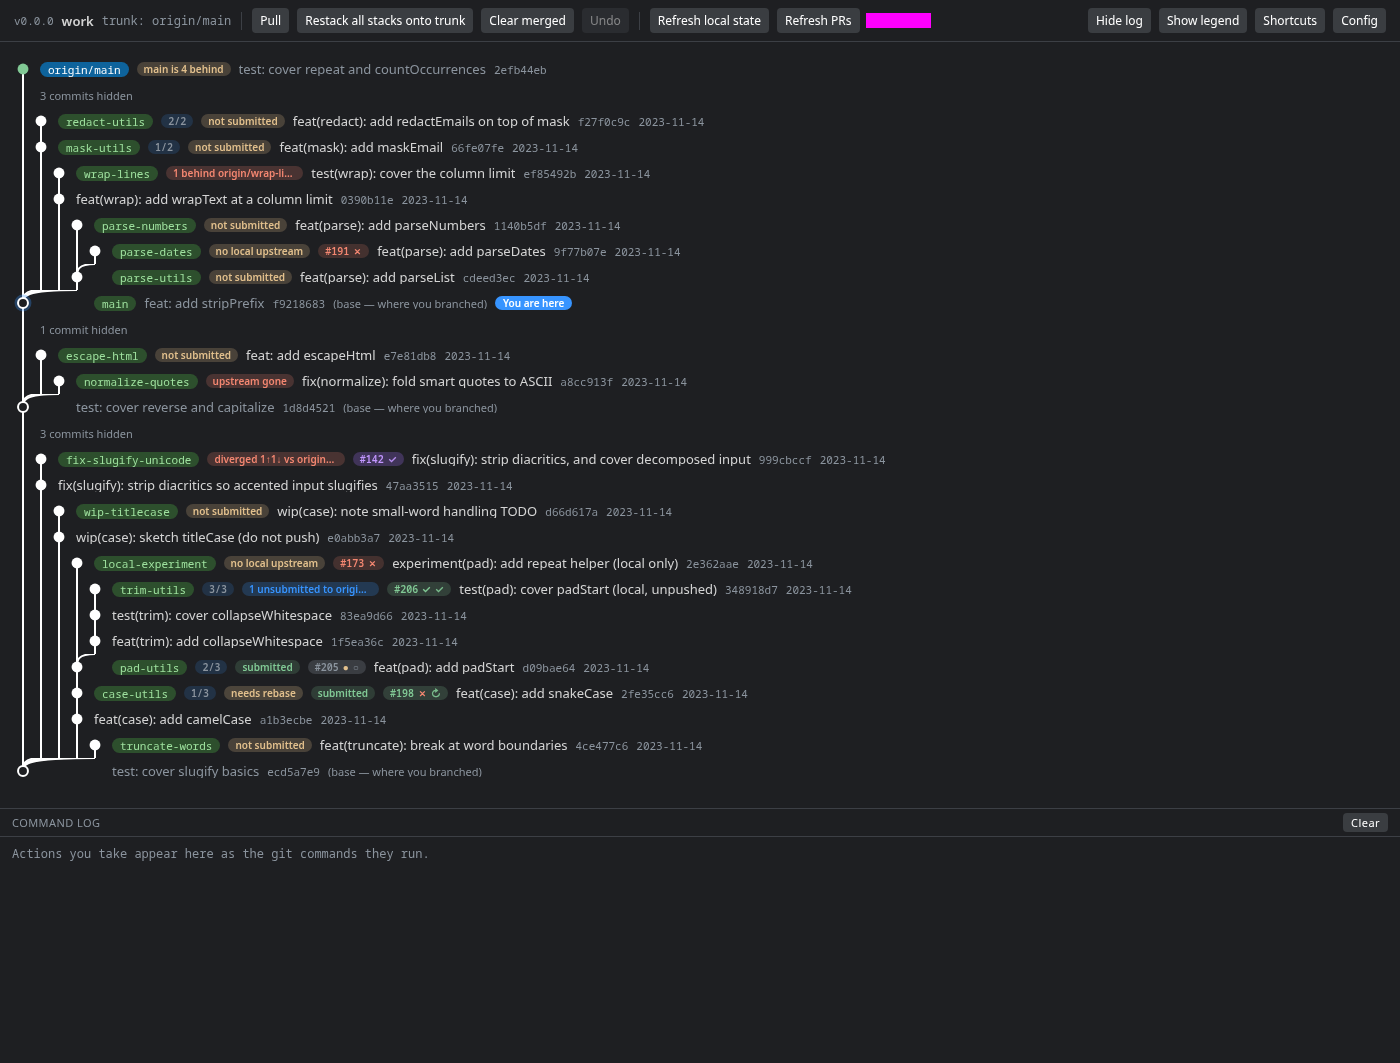 v0.0.0 work trunk: origin/main Pull Restack all stacks onto trunk Clear merged Undo Refresh local state Refresh PRs Hide log Show legend Shortcuts Config
origin/main main is 4 behind test: cover repeat and countOccurrences 2efb44eb
3 commits hidden
redact-utils 2/2 not submitted feat(redact): add redactEmails on top of mask f27f0c9c 2023-11-14
mask-utils 1/2 not submitted feat(mask): add maskEmail 66fe07fe 2023-11-14
wrap-lines 1 behind origin/wrap-li... test(wrap): cover the column limit ef85492b 2023-11-14
feat(wrap): add wrapText at a column limit 0390b11e 2023-11-14
parse-numbers not submitted feat(parse): add parseNumbers 1140b5df 2023-11-14
parse-dates no local upstream #191 × feat(parse): add parseDates 9f77b07e 2023-11-14
parse-utils not submitted feat(parse): add parseList cdeed3ec 2023-11-14
main feat: add stripPrefix f9218683 (base — where you branched) You are here
1 commit hidden
escape-html not submitted feat: add escapeHtml e7e81db8 2023-11-14
normalize-quotes upstream gone fix(normalize): fold smart quotes to ASCII a8cc913f 2023-11-14
test: cover reverse and capitalize 1d8d4521 (base — where you branched)
3 commits hidden
fix-slugify-unicode diverged 1↑1↓ vs origin... #142 ✓ fix(slugify): strip diacritics, and cover decomposed input 999cbccf 2023-11-14
fix(slugify): strip diacritics so accented input slugifies 47aa3515 2023-11-14
wip-titlecase not submitted wip(case): note small-word handling TODO d66d617a 2023-11-14
wip(case): sketch titleCase (do not push) e0abb3a7 2023-11-14
local-experiment no local upstream #173 × experiment(pad): add repeat helper (local only) 2e362aae 2023-11-14
trim-utils 3/3 1 unsubmitted to origi... #206 ✓ ✓ test(pad): cover padStart (local, unpushed) 348918d7 2023-11-14
test(trim): cover collapseWhitespace 83ea9d66 2023-11-14
feat(trim): add collapseWhitespace 1f5ea36c 2023-11-14
pad-utils 2/3 submitted #205 ● ○ feat(pad): add padStart d09bae64 2023-11-14
case-utils 1/3 needs rebase submitted #198 × ↻ feat(case): add snakeCase 2fe35cc6 2023-11-14
feat(case): add camelCase a1b3ecbe 2023-11-14
truncate-words not submitted feat(truncate): break at word boundaries 4ce477c6 2023-11-14
test: cover slugify basics ecd5a7e9 (base — where you branched)
COMMAND LOG Clear
Actions you take appear here as the git commands they run.